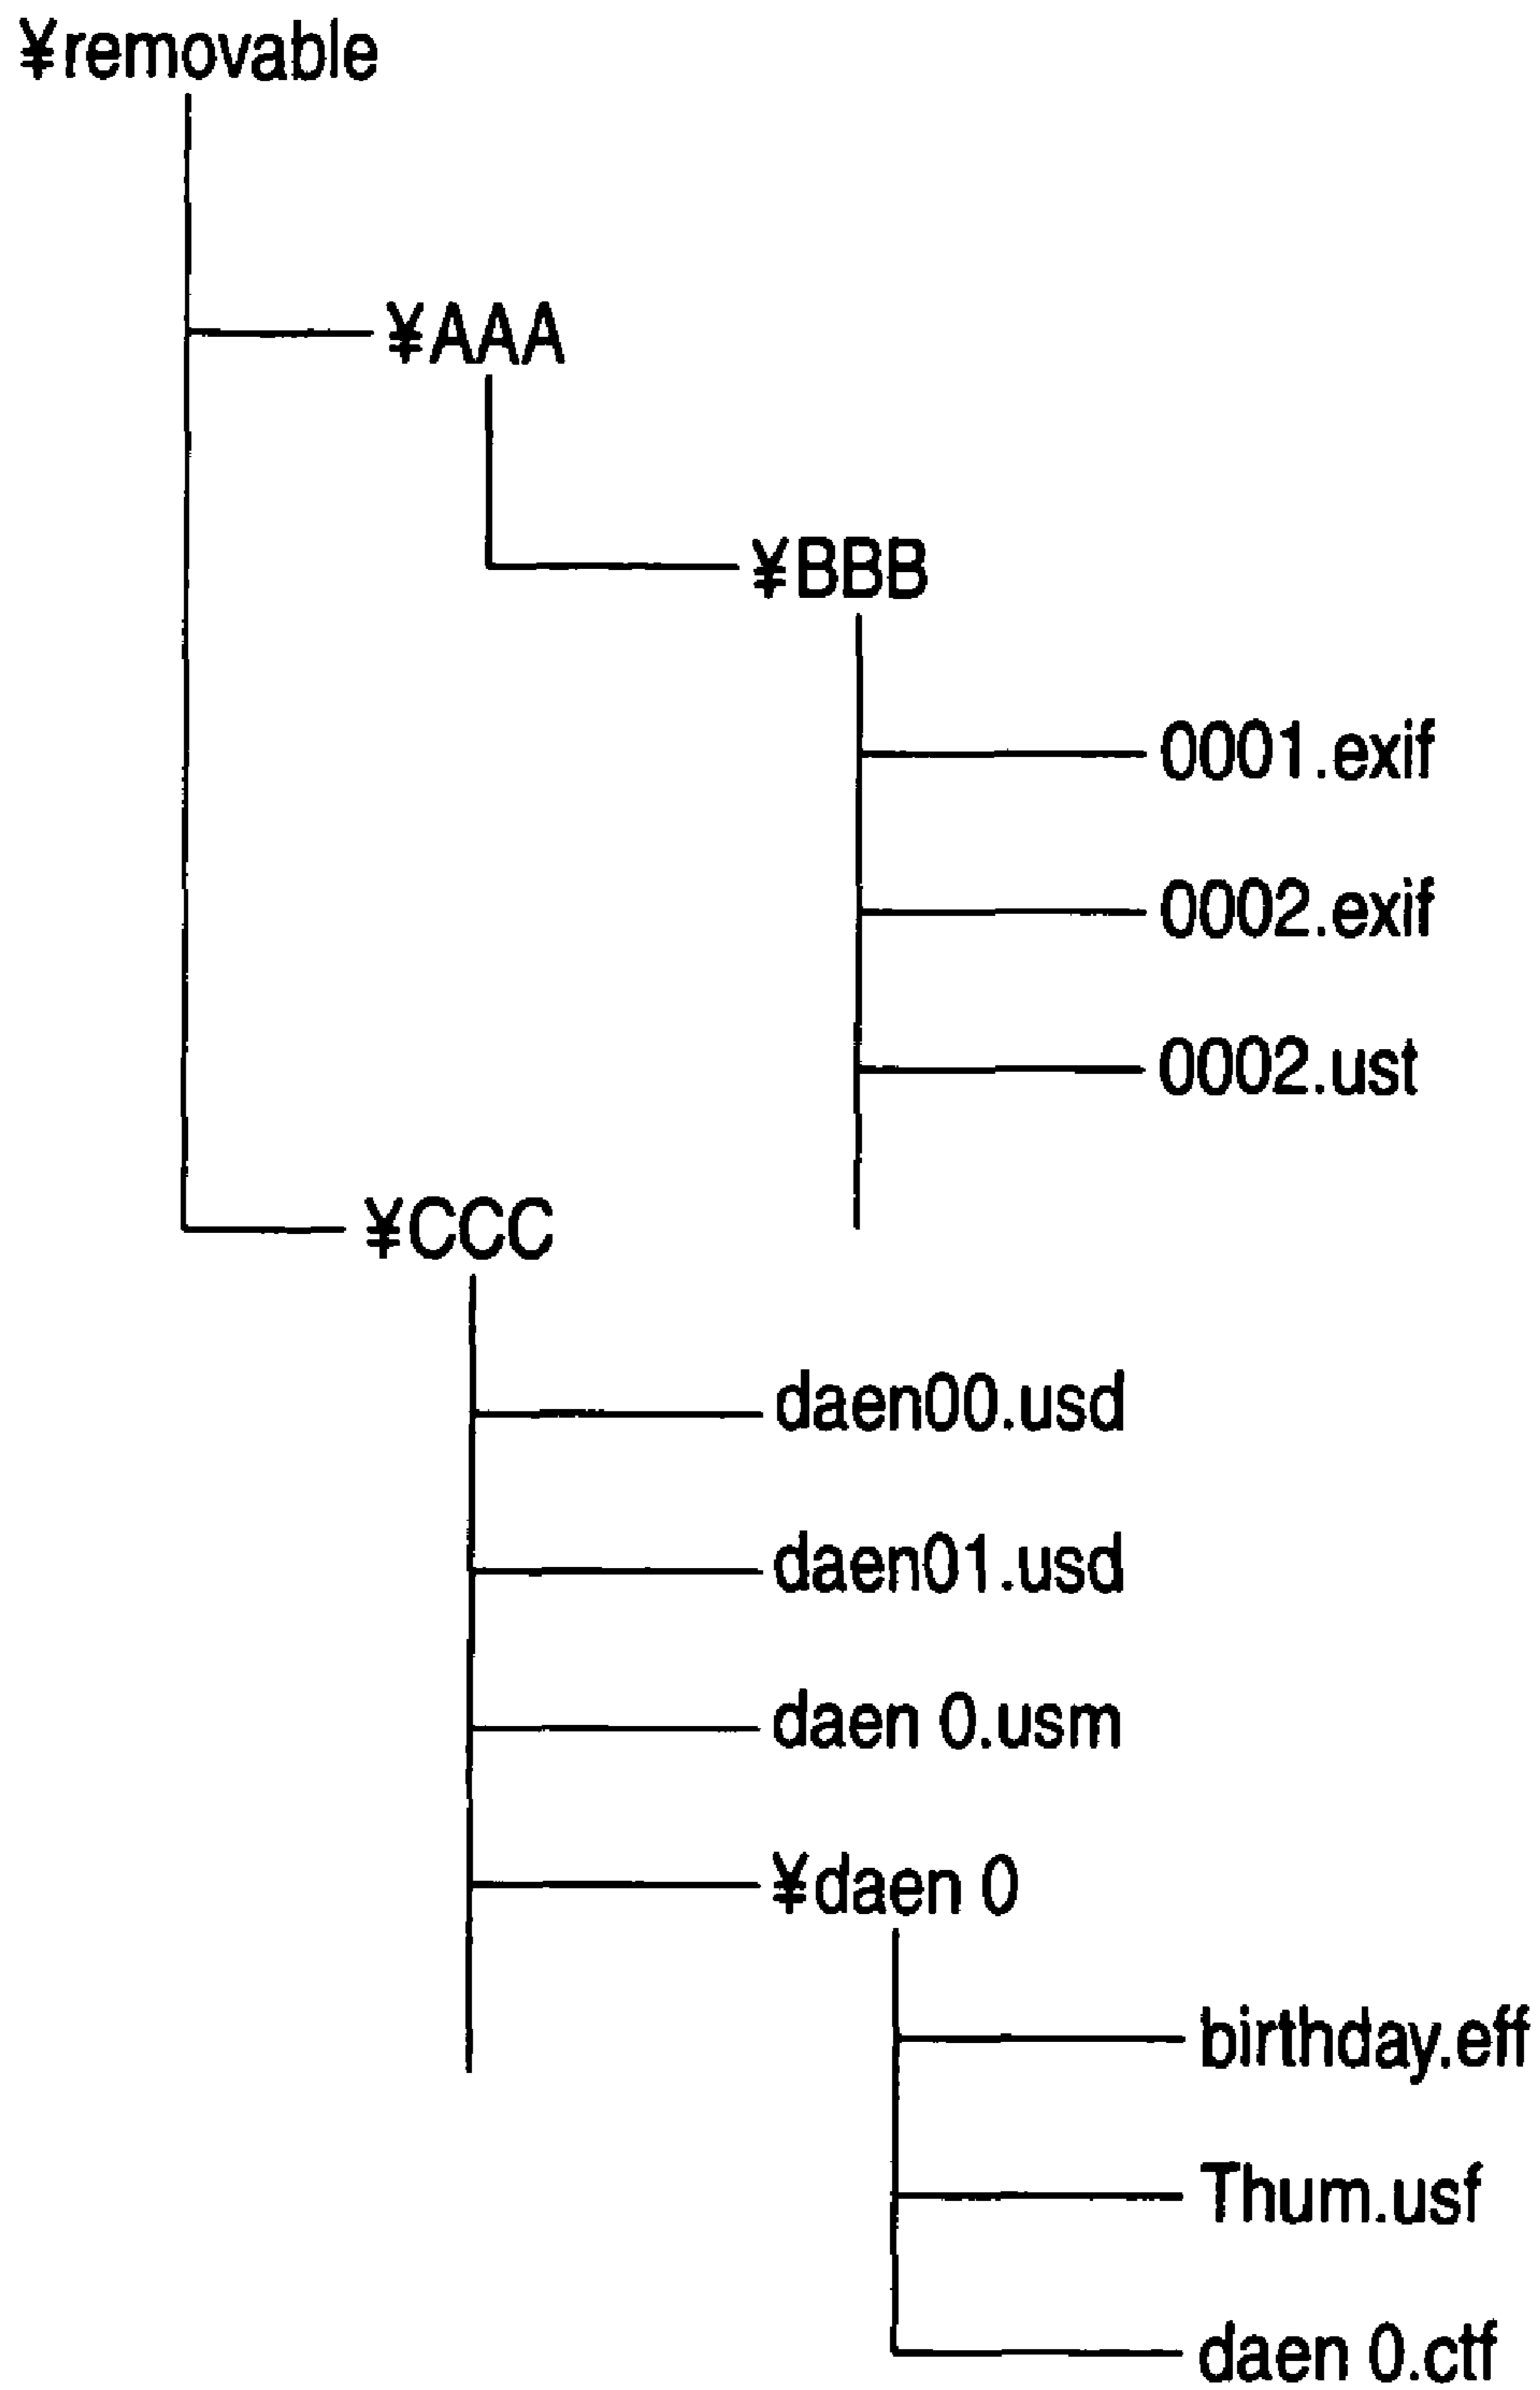 ¥removable
¥AAA
¥BBB
0001.exif
0002.exif
0002.ust
¥CCC
daen00.usd
daen01.usd
daen 0.usm
¥daen 0
birthday.eff
Thum.usf
daen 0.ctf